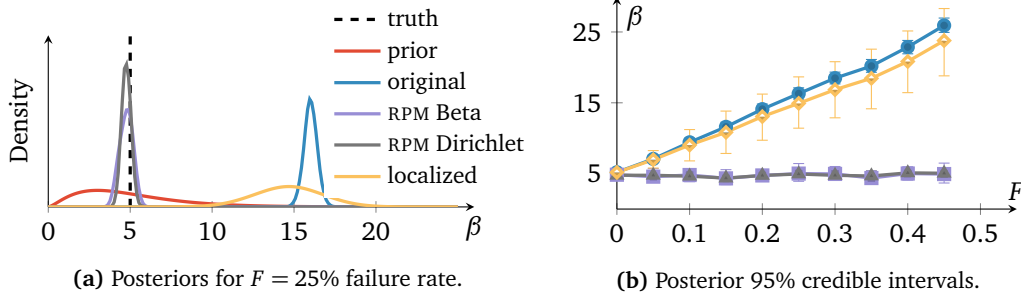 truth
prior
original
RPM Beta
RPM Dirichlet
localized
Density
0 5 10 15 20 β
(a) Posteriors for F = 25% failure rate.
β
25
15
5
F
0 0.1 0.2 0.3 0.4 0.5
(b) Posterior 95% credible intervals.